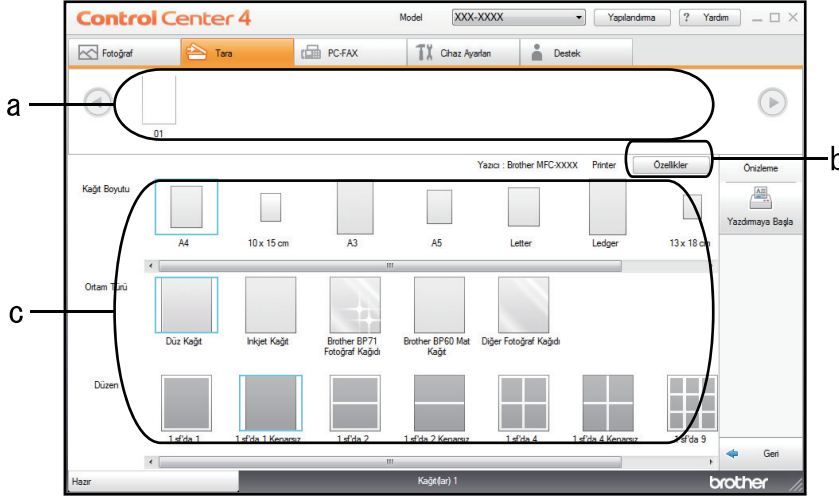 Control Center 4
Model XXX-XXXX Yapılandırma ? Yardım
Fotoğraf Tara PC-FAX Cihaz Ayarları Destek
a
01
b
Yazıcı : Brother MFC-XXXX Printer Özellikler Önizleme
Kağıt Boyutu
Yazdırmaya Başla
A4 10 x 15 cm A3 A5 Letter Ledger 13 x 18 cm
Ortam Türü
c
Düz Kağıt Inkjet Kağıt Brother BP71 Brother BP60 Mat Diğer Fotoğraf Kağıdı
Fotoğraf Kağıdı Kağıt
Düzen
1 sf'da 1 1 sf'da 1 Kenarsız 1 sf'da 2 1 sf'da 2 Kenarsız 1 sf'da 4 1 sf'da 4 Kenarsız 1 sf'da 9
Geri
Hazır Kağıt(lar) 1 brother